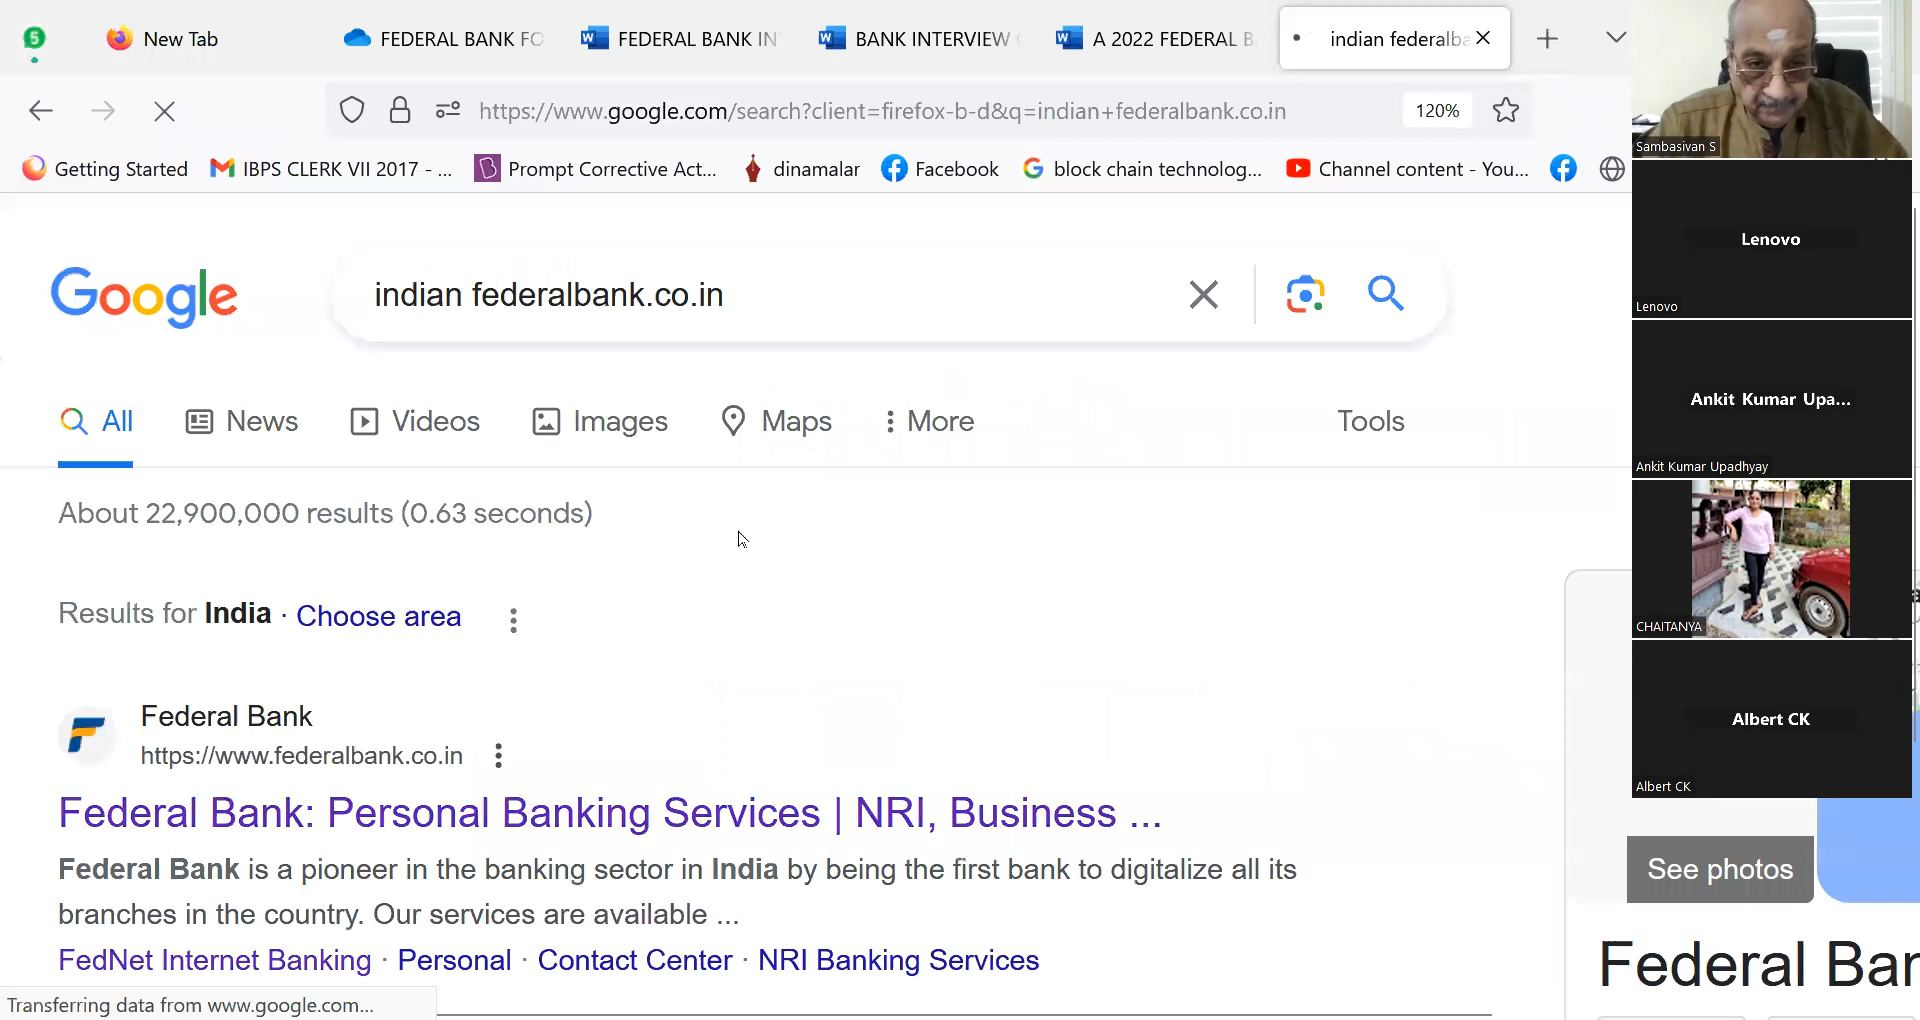 5
New Tab
FEDERAL BANK FO
FEDERAL BANK IN
BANK INTERVIEW
A 2022 FEDERAL B
indian federalba
https://www.google.com/search?client=firefox-b-d&q=indian+federalbank.co.in
120%
Getting Started
IBPS CLERK VII 2017 - ...
Prompt Corrective Act...
dinamalar
Facebook
block chain technolog...
Channel content - You...
Google
indian federalbank.co.in
All
News
Videos
Images
Maps
More
Tools
About 22,900,000 results (0.63 seconds)
Results for India · Choose area
Federal Bank
https://www.federalbank.co.in
Federal Bank: Personal Banking Services | NRI, Business ...
Federal Bank is a pioneer in the banking sector in India by being the first bank to digitalize all its
branches in the country. Our services are available ...
FedNet Internet Banking · Personal · Contact Center · NRI Banking Services
Transferring data from www.google.com...
Sambasivan S
Lenovo
Lenovo
Ankit Kumar Upa...
Ankit Kumar Upadhyay
CHAITANYA
Albert CK
Albert CK
See photos
Federal Ban